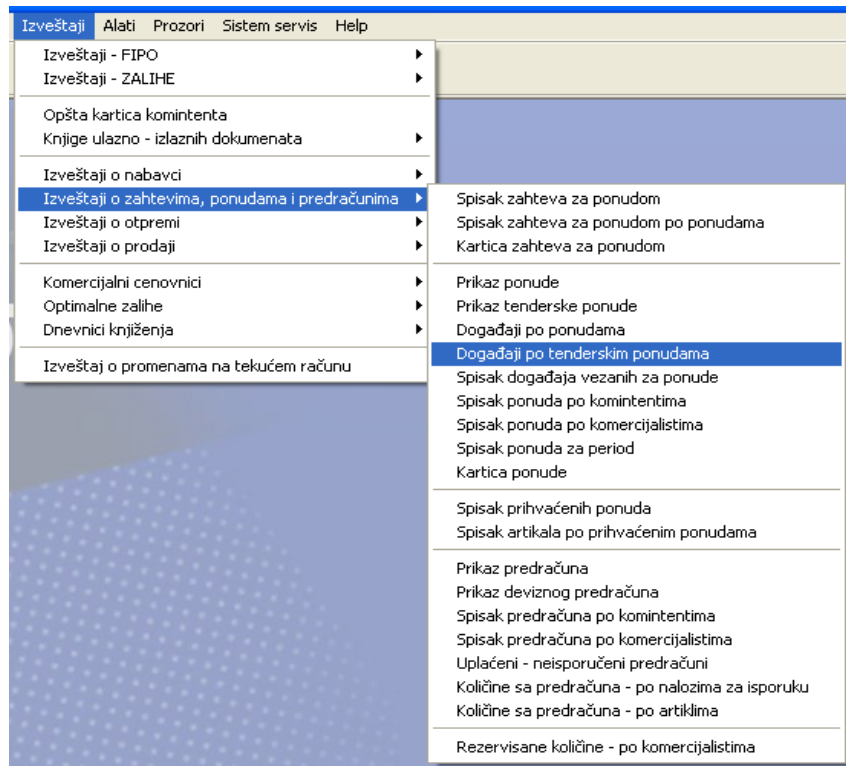 Izveštaji Alati Prozori Sistem servis Help
Izveštaji - FIPO
Izveštaji - ZALIHE
Opšta kartica komintenta
Knjige ulazno - izlaznih dokumenata
Izveštaji o nabavci
Izveštaji o zahtevima, ponudama i predračunima
Izveštaji o otpremi
Izveštaji o prodaji
Komercijalni cenovnici
Optimalne zalihe
Dnevnici knjiženja
Izveštaj o promenama na tekućem računu
Spisak zahteva za ponudom
Spisak zahteva za ponudom po ponudama
Kartica zahteva za ponudom
Prikaz ponude
Prikaz tenderske ponude
Događaji po ponudama
Događaji po tenderskim ponudama
Spisak događaja vezanih za ponude
Spisak ponuda po komintentima
Spisak ponuda po komercijalistima
Spisak ponuda za period
Kartica ponude
Spisak prihvaćenih ponuda
Spisak artikala po prihvaćenim ponudama
Prikaz predračuna
Prikaz deviznog predračuna
Spisak predračuna po komintentima
Spisak predračuna po komercijalistima
Uplaćeni - neisporučeni predračuni
Količine sa predračuna - po nalozima za isporuku
Količine sa predračuna - po artiklima
Rezervisane količine - po komercijalistima